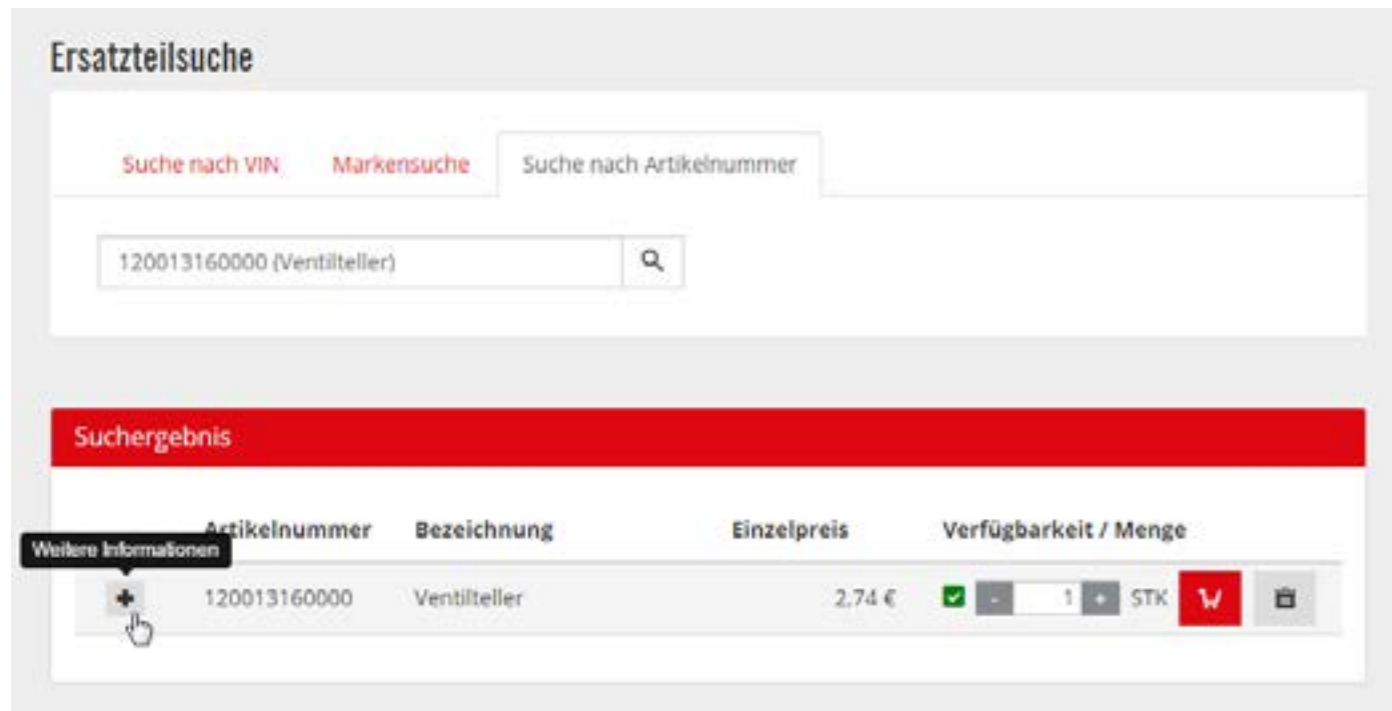 Ersatzteilsuche
Suche nach VIN Markensuche Suche nach Artikelnummer
120013160000 (Ventilteller)
Suchergebnis
Artikelnummer Bezeichnung Einzelpreis Verfügbarkeit / Menge
Weitere Informationen
120013160000 Ventilteller 2,74 € - 1 + STK